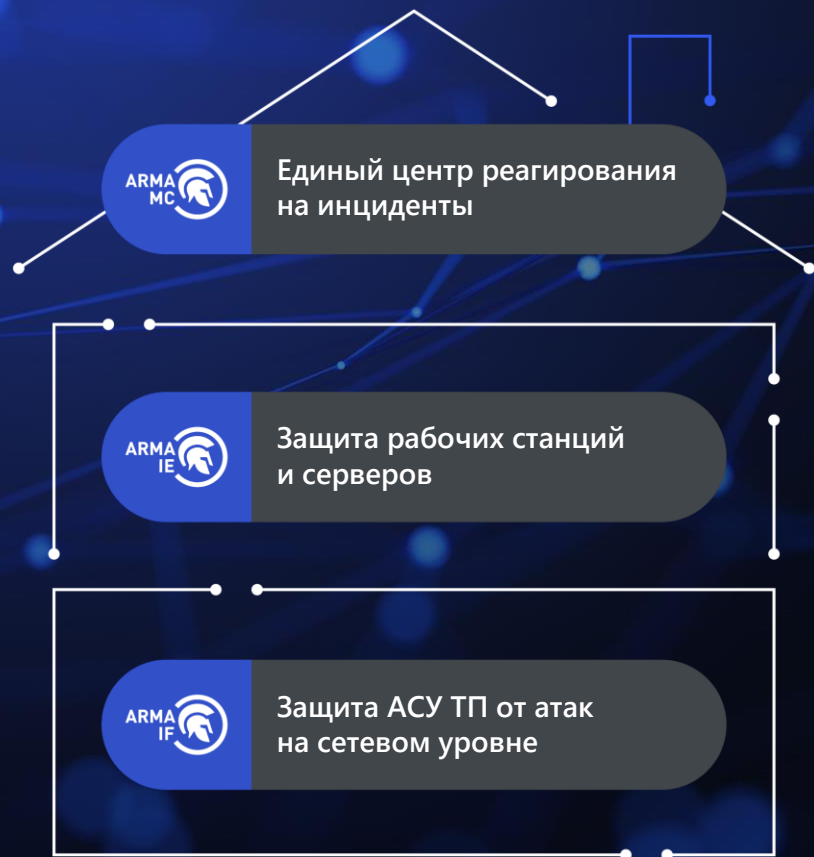 ARMA
MC
Единый центр реагирования
на инциденты
ARMA
IE
Защита рабочих станций
и серверов
ARMA
IF
Защита АСУ ТП от атак
на сетевом уровне